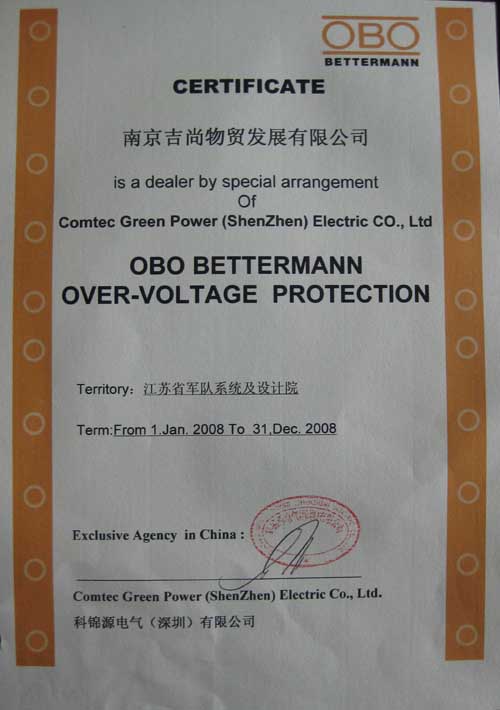 OBO
BETTERMANN
CERTIFICATE
南京吉尚物贸发展有限公司
is a dealer by special arrangement
Of
Comtec Green Power (ShenZhen) Electric CO., Ltd
OBO BETTERMANN
OVER-VOLTAGE PROTECTION
Territory：江苏省军队系统及设计院
Term:From 1.Jan. 2008 To 31,Dec. 2008
Exclusive Agency in China :
Comtec Green Power (ShenZhen) Electric Co., Ltd.
科锦源电气（深圳）有限公司